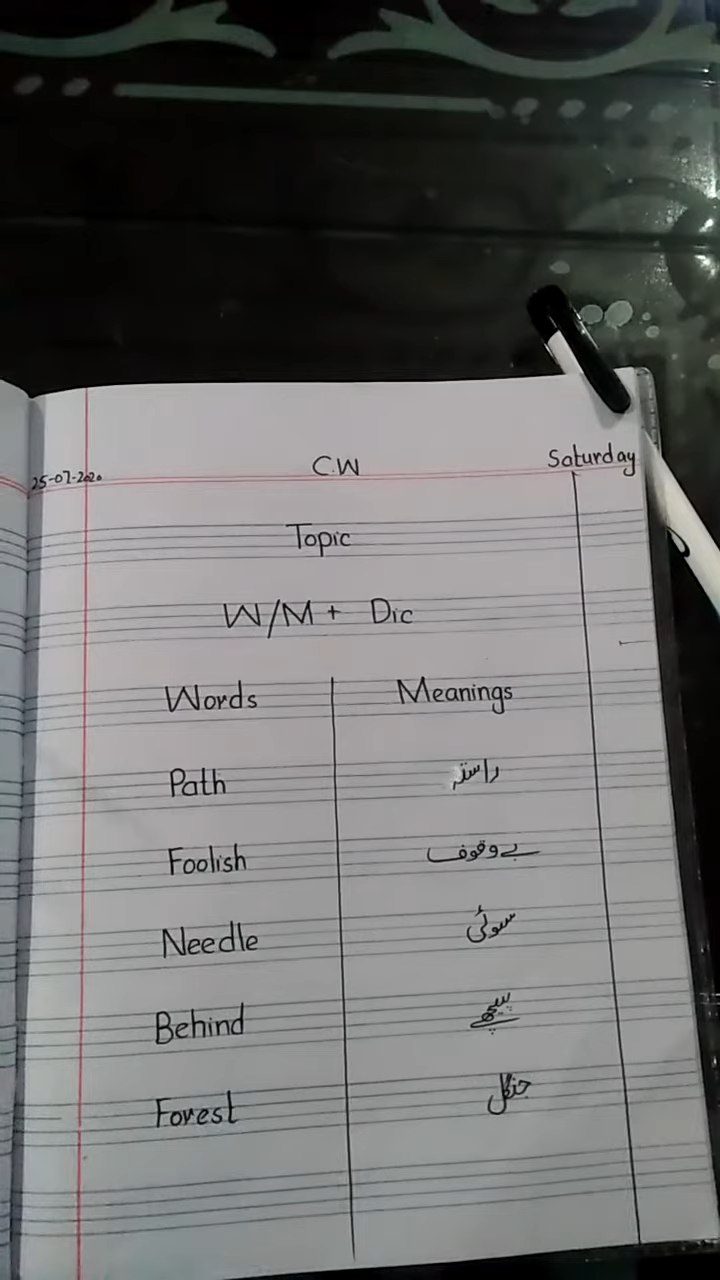 25-07-2020 C.W Saturday
Topic
W/M + Dic
Words Meanings
Path راستہ
Foolish بے وقوف
Needle سوئی
Behind پیچھے
Forest جنگل